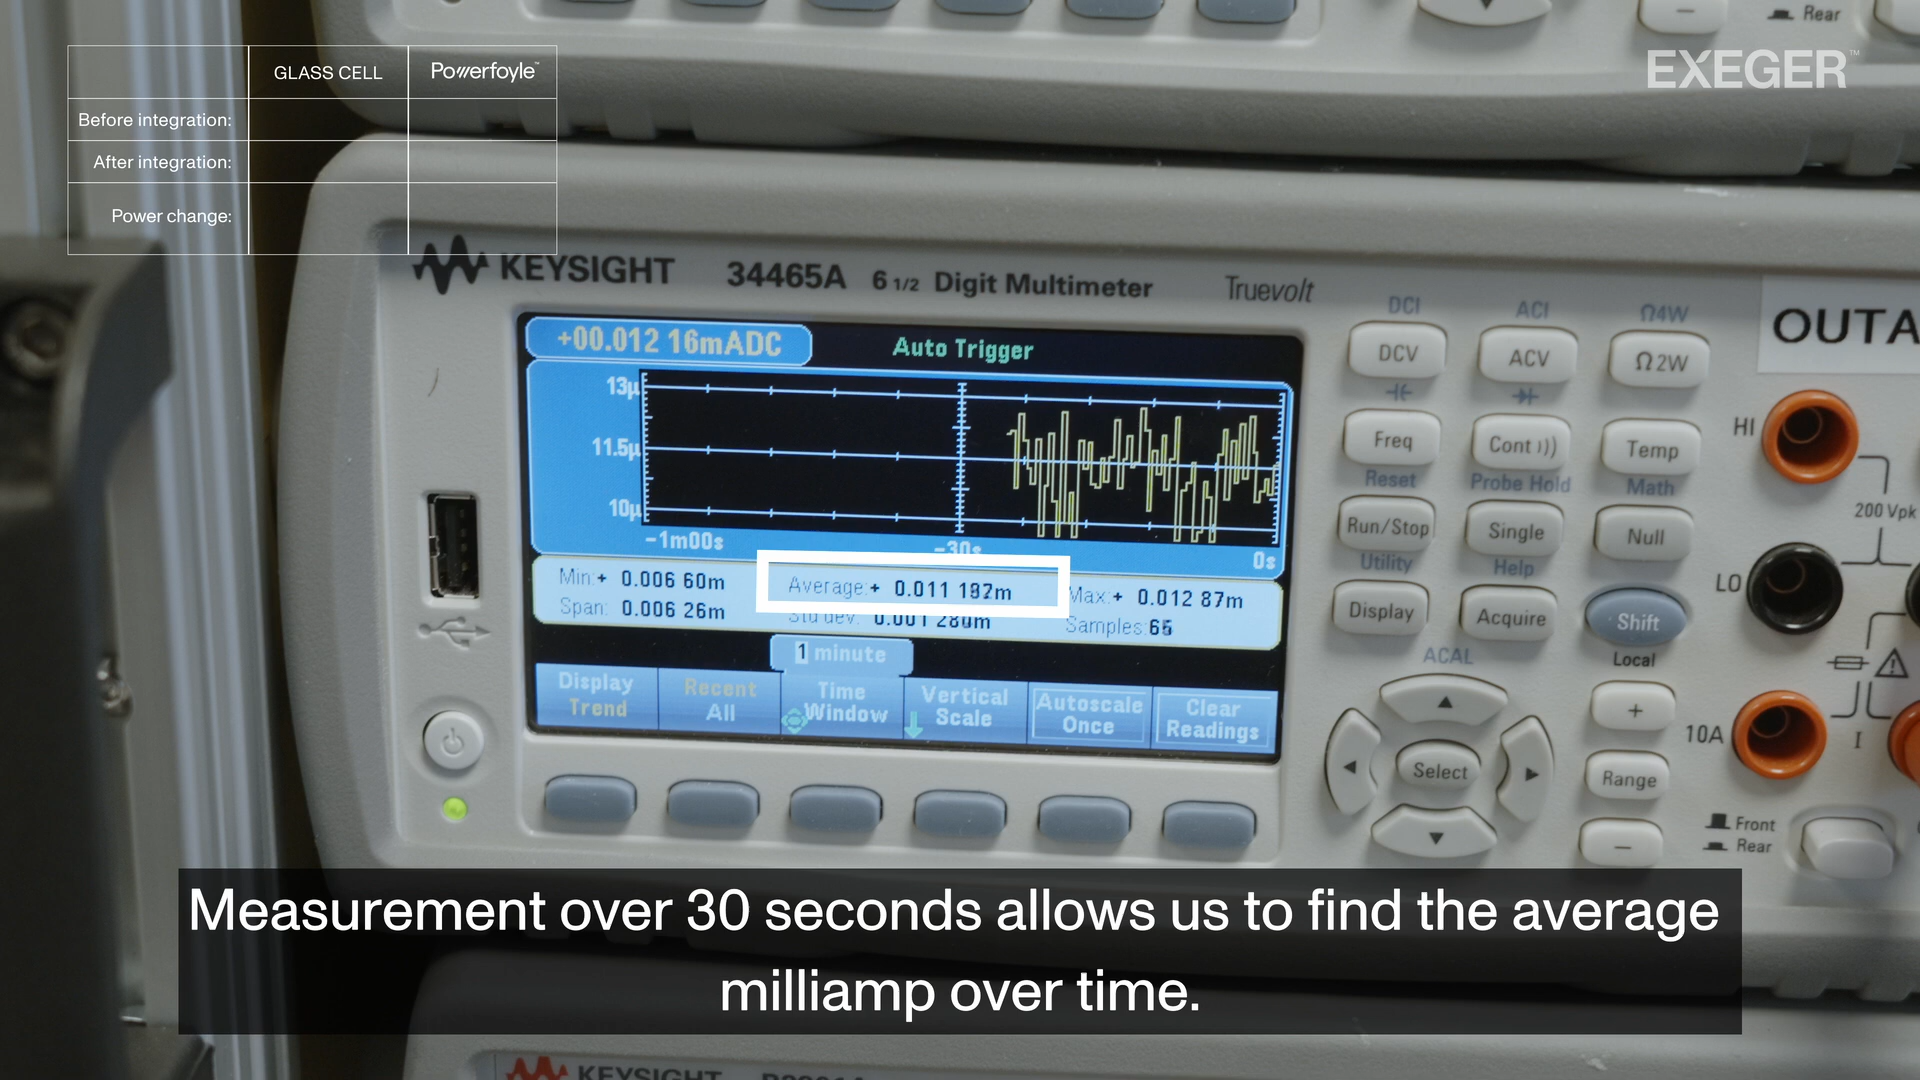 Rear
GLASS CELL
Powerfoyle™
EXEGER™
Before integration:
After integration:
Power change:
KEYSIGHT 34465A 6 1/2 Digit Multimeter Truevolt
+00.012 16mADC
Auto Trigger
13µ
11.5µ
10µ
-1m00s
-30s
0s
Min:+ 0.006 60m
Average:+ 0.011 192m
Max:+ 0.012 87m
Span: 0.006 26m
Std dev: 0.001 280m
Samples:
1 minute
Display
Trend
Recent
All
Time
Window
Vertical
Scale
Autoscale
Once
Clear
Readings
DCI
ACI
Ω4W
DCV
ACV
Ω2W
Freq
Cont
Temp
Reset
Probe Hold
Math
Run/Stop
Single
Null
Utility
Help
Display
Acquire
Shift
ACAL
Local
Select
+
Range
−
OUTA
HI
200 Vpk
LO
10A
I
Front
Rear
Measurement over 30 seconds allows us to find the average
milliamp over time.
KEYSIGHT